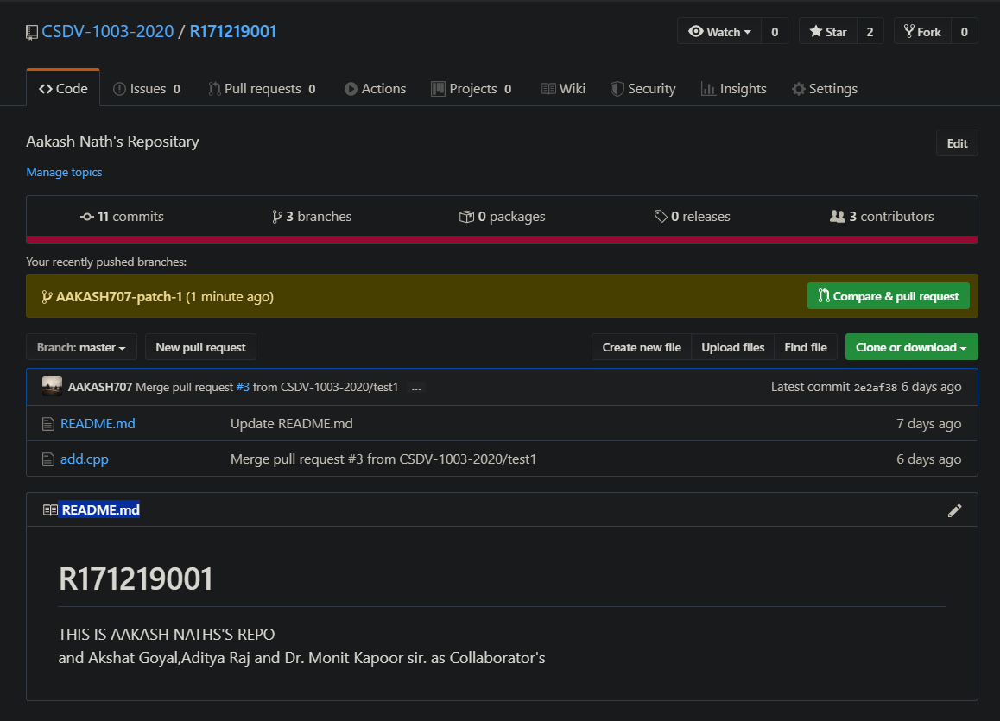 CSDV-1003-2020 / R171219001
Watch 0 Star 2 Fork 0
Code Issues 0 Pull requests 0 Actions Projects 0 Wiki Security Insights Settings
Aakash Nath's Repositary Edit
Manage topics
11 commits 3 branches 0 packages 0 releases 3 contributors
Your recently pushed branches:
AAKASH707-patch-1 (1 minute ago) Compare & pull request
Branch: master New pull request Create new file Upload files Find file Clone or download
AAKASH707 Merge pull request #3 from CSDV-1003-2020/test1 ... Latest commit 2e2af38 6 days ago
README.md Update README.md 7 days ago
add.cpp Merge pull request #3 from CSDV-1003-2020/test1 6 days ago
README.md
R171219001
THIS IS AAKASH NATHS'S REPO
and Akshat Goyal,Aditya Raj and Dr. Monit Kapoor sir. as Collaborator's